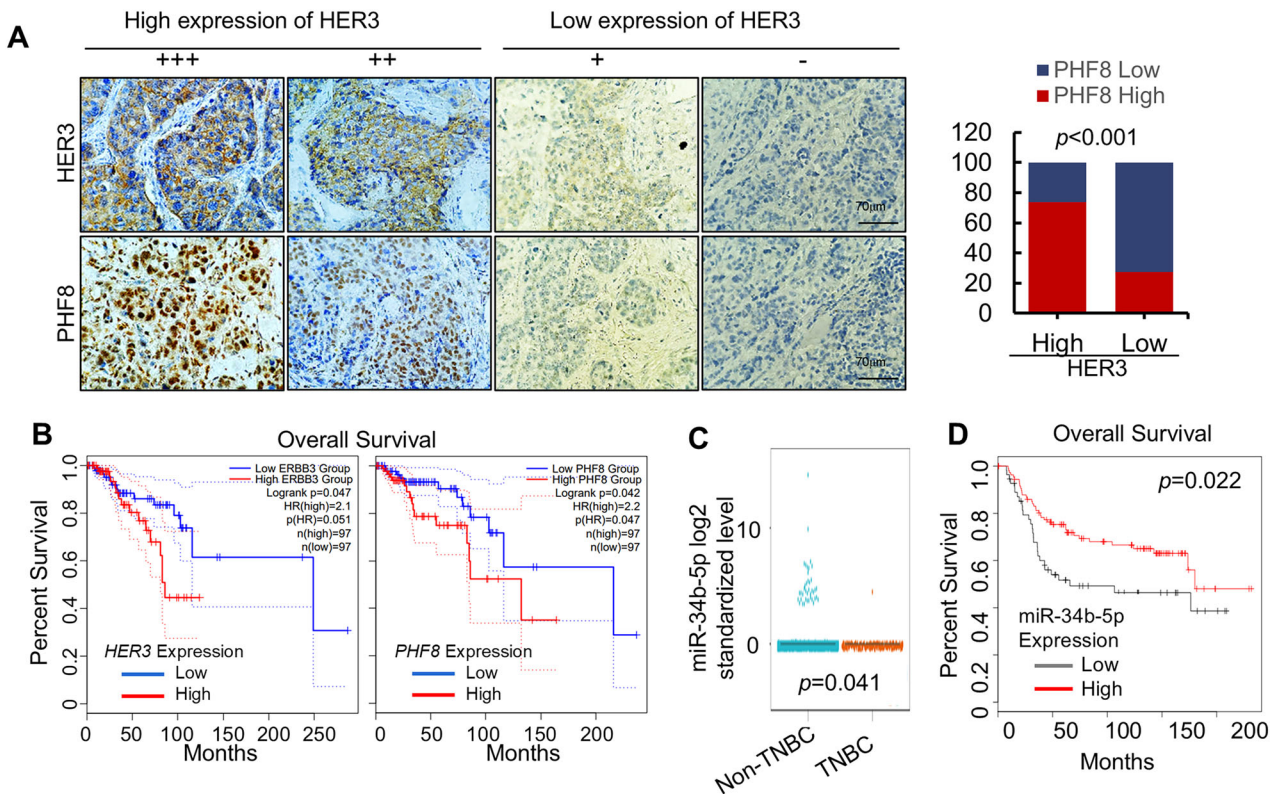 A
High expression of HER3
Low expression of HER3
+++
++
+
-
HER3
70μm
PHF8
70μm
PHF8 Low
PHF8 High
p<0.001
120
100
80
60
40
20
0
High
Low
HER3
B
Overall Survival
Percent Survival
1.0
0.8
0.6
0.4
0.2
0
Low ERBB3 Group
High ERBB3 Group
Logrank p=0.047
HR(high)=2.1
p(HR)=0.051
n(high)=97
n(low)=97
HER3 Expression
Low
High
0 50 100 150 200 250
Months
Low PHF8 Group
High PHF8 Group
Logrank p=0.042
HR(high)=2.2
p(HR)=0.047
n(high)=97
n(low)=97
PHF8 Expression
Low
High
0 50 100 150 200
Months
C
miR-34b-5p log2
standardized level
10
0
p=0.041
Non-TNBC
TNBC
D
Overall Survival
p=0.022
Percent Survival
1.0
0.8
0.6
0.4
0.2
0
miR-34b-5p
Expression
Low
High
0 50 100 150 200
Months